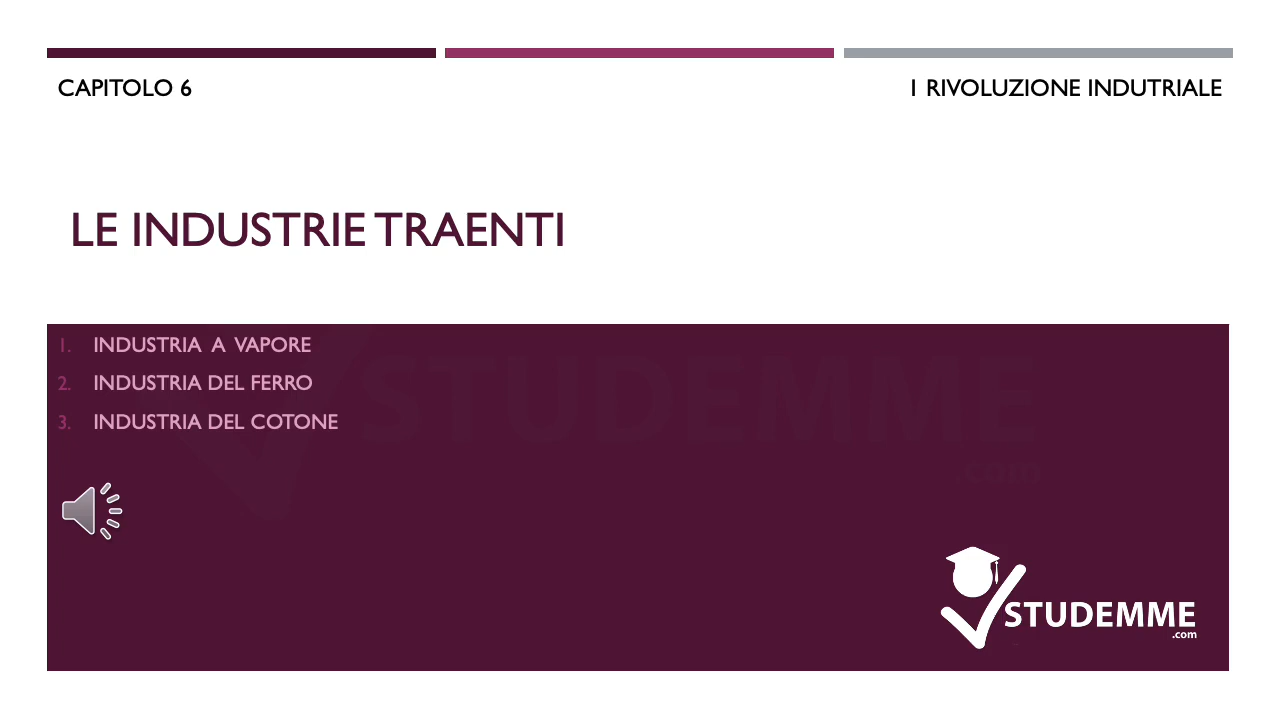 CAPITOLO 6
I RIVOLUZIONE INDUTRIALE
LE INDUSTRIE TRAENTI
1. INDUSTRIA A VAPORE
2. INDUSTRIA DEL FERRO
3. INDUSTRIA DEL COTONE
STUDEMME
.com
STUDEMME
.com